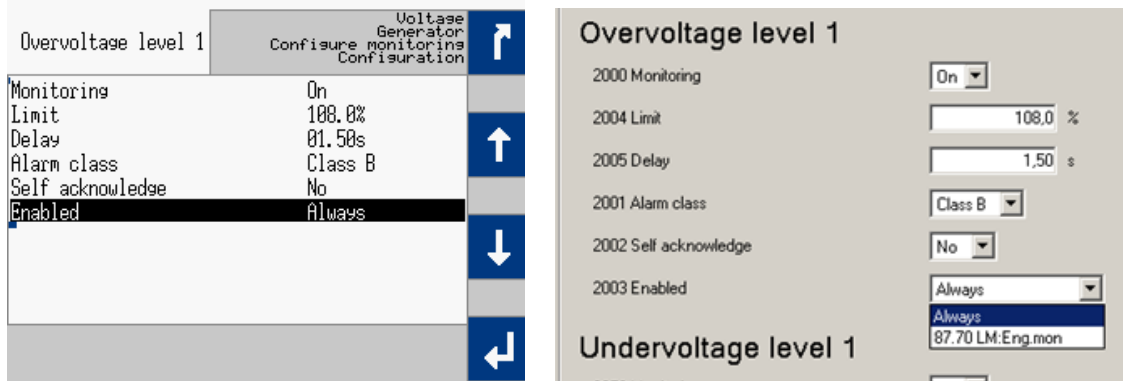 Overvoltage level 1
Voltage
Generator
Configure monitoring
Configuration
Monitoring On
Limit 108.0%
Delay 01.50s
Alarm class Class B
Self acknowledge No
Enabled Always
Overvoltage level 1
2000 Monitoring On
2004 Limit 108,0 %
2005 Delay 1,50 s
2001 Alarm class Class B
2002 Self acknowledge No
2003 Enabled Always
Always
87.70 LM:Eng.mon
Undervoltage level 1